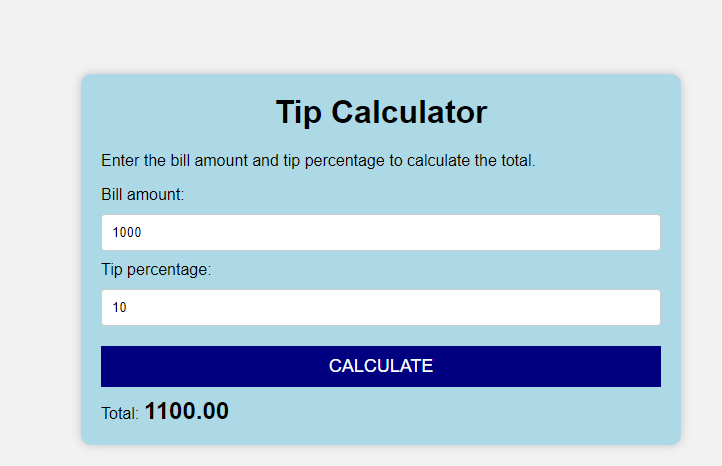 Tip Calculator
Enter the bill amount and tip percentage to calculate the total.
Bill amount:
1000
Tip percentage:
10
CALCULATE
Total: 1100.00